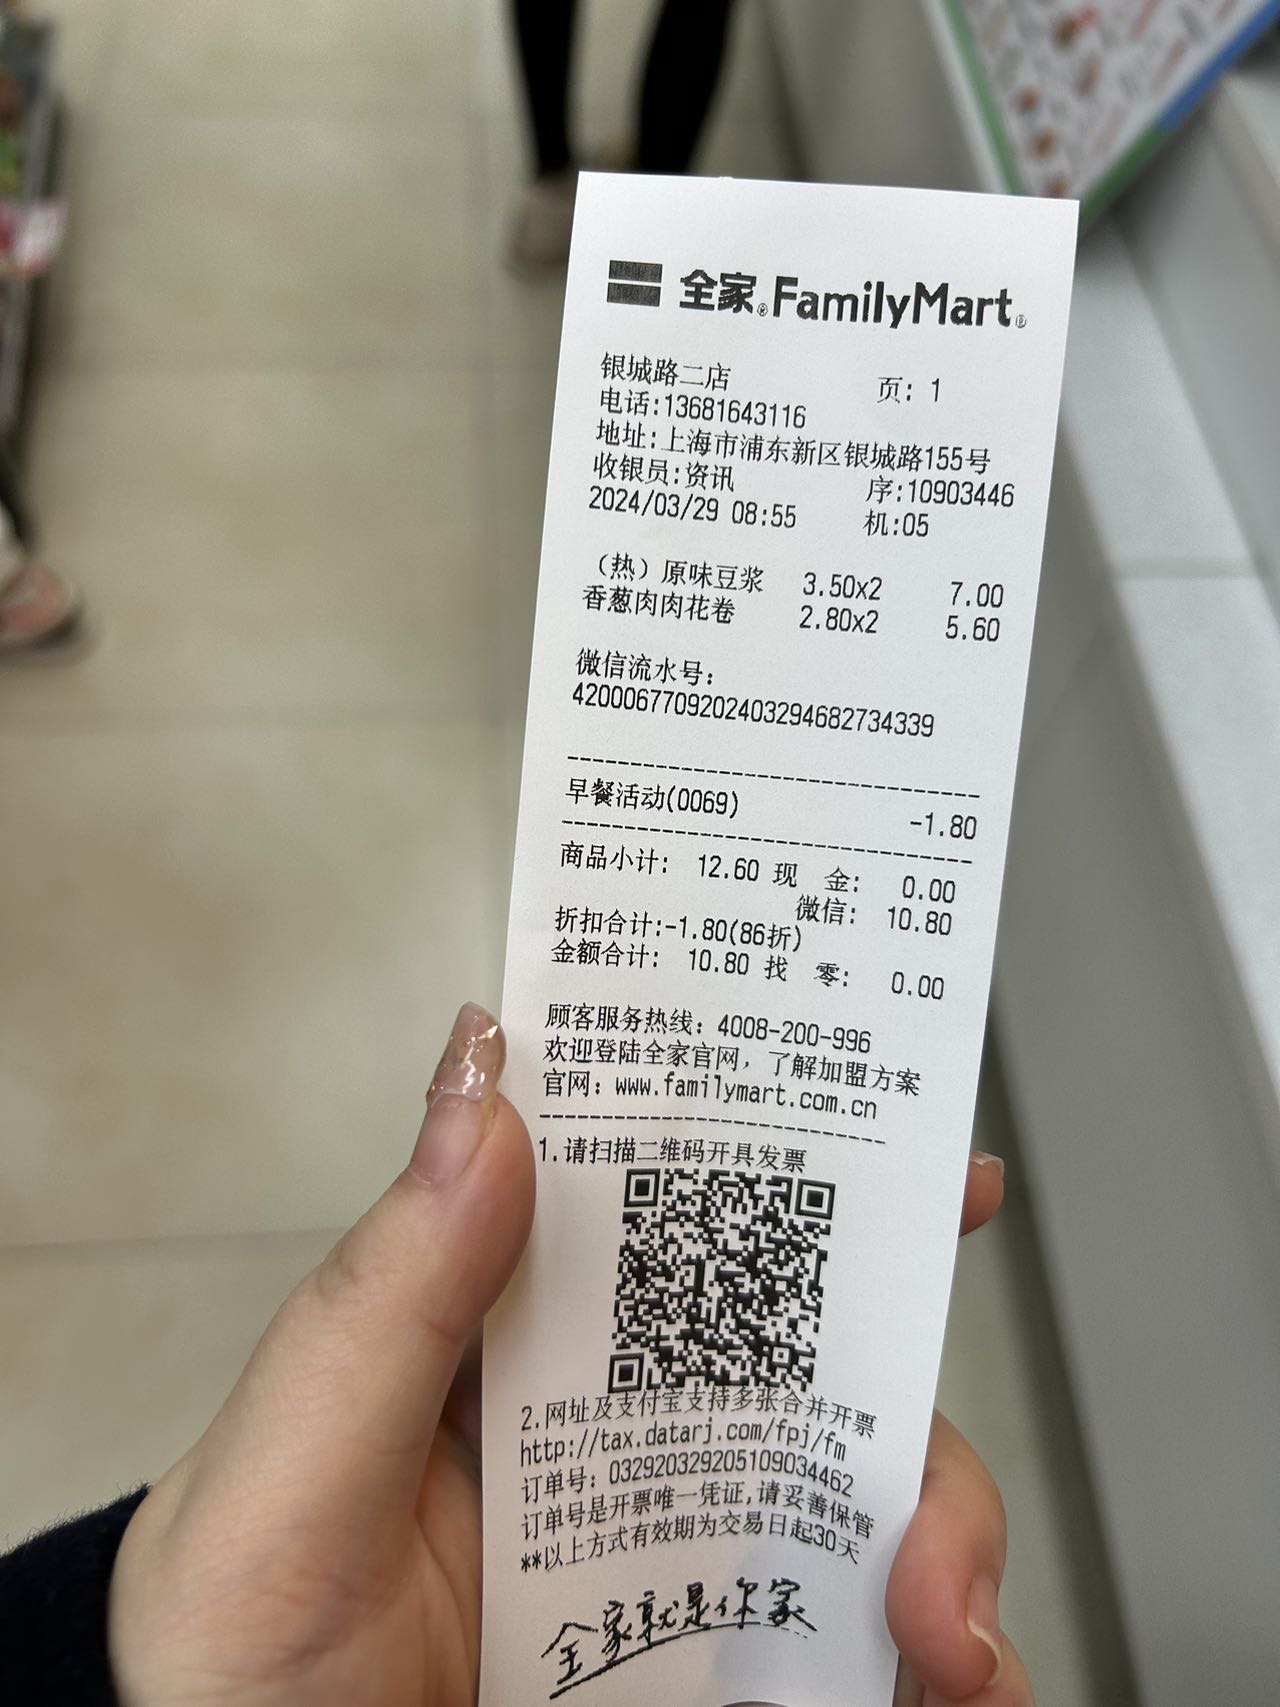 全家®FamilyMart®
银城路二店 页: 1
电话:13681643116
地址:上海市浦东新区银城路155号
收银员:资讯 序:10903446
2024/03/29 08:55 机:05
（热）原味豆浆 3.50x2 7.00
香葱肉肉花卷 2.80x2 5.60
微信流水号:
4200067709202403294682734339
早餐活动(0069) -1.80
商品小计: 12.60 现 金: 0.00
微信: 10.80
折扣合计:-1.80(86折)
金额合计: 10.80 找 零: 0.00
顾客服务热线: 4008-200-996
欢迎登陆全家官网, 了解加盟方案
官网: www.familymart.com.cn
1.请扫描二维码开具发票
2.网址及支付宝支持多张合并开票
http://tax.datarj.com/fpj/fm
订单号: 032920329205109034462
订单号是开票唯一凭证,请妥善保管
**以上方式有效期为交易日起30天
全家就是你家